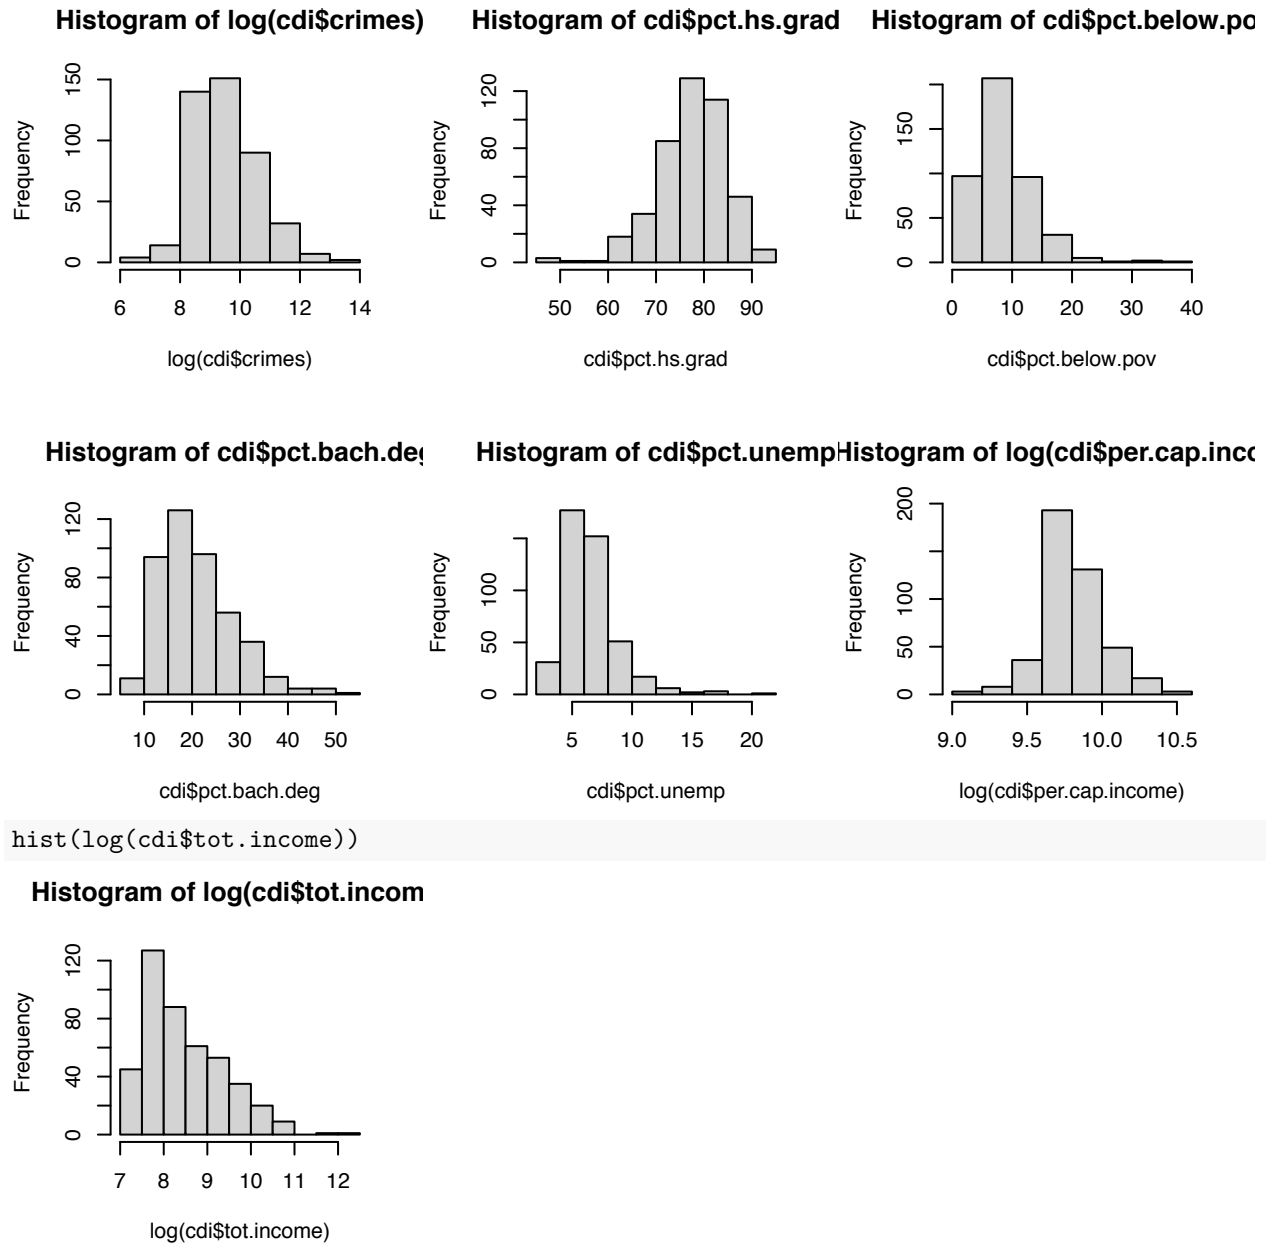 Histogram of log(cdi$crimes)
Frequency
0 50 100 150
6 8 10 12 14
log(cdi$crimes)
Histogram of cdi$pct.hs.grad
Frequency
0 40 80 120
50 60 70 80 90
cdi$pct.hs.grad
Histogram of cdi$pct.below.po
Frequency
0 50 150
0 10 20 30 40
cdi$pct.below.pov
Histogram of cdi$pct.bach.deg
Frequency
0 40 80 120
10 20 30 40 50
cdi$pct.bach.deg
Histogram of cdi$pct.unemp
Frequency
0 50 100
5 10 15 20
cdi$pct.unemp
Histogram of log(cdi$per.cap.inco
Frequency
0 50 100 200
9.0 9.5 10.0 10.5
log(cdi$per.cap.income)
hist(log(cdi$tot.income))
Histogram of log(cdi$tot.incom
Frequency
0 40 80 120
7 8 9 10 11 12
log(cdi$tot.income)